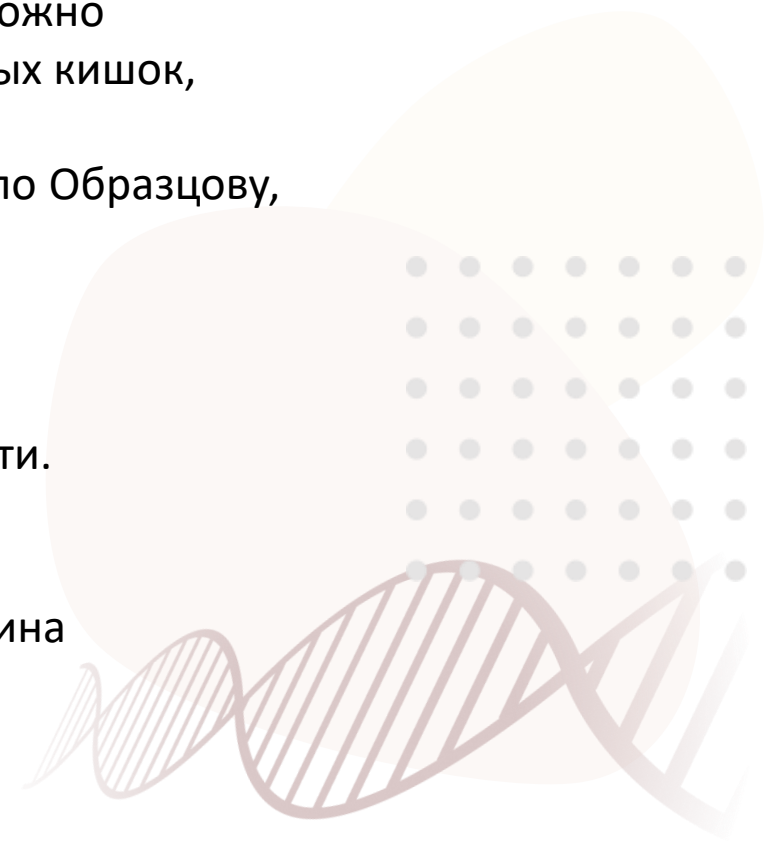 ожно
ых кишок,
по Образцову,
ти.
ина